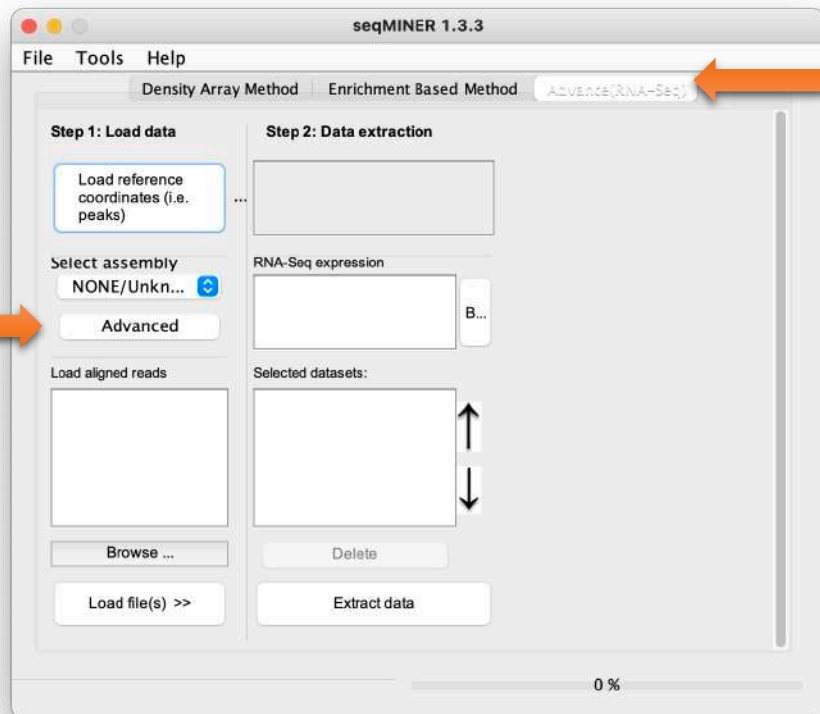 seqMINER 1.3.3
File Tools Help
Density Array Method Enrichment Based Method Advance(RNA-Seq)
Step 1: Load data Step 2: Data extraction
Load reference
coordinates (i.e.
peaks)
...
Select assembly
RNA-Seq expression
NONE/Unkn...
B...
Advanced
Load aligned reads Selected datasets:
Browse ... Delete
Load file(s) >> Extract data
0 %